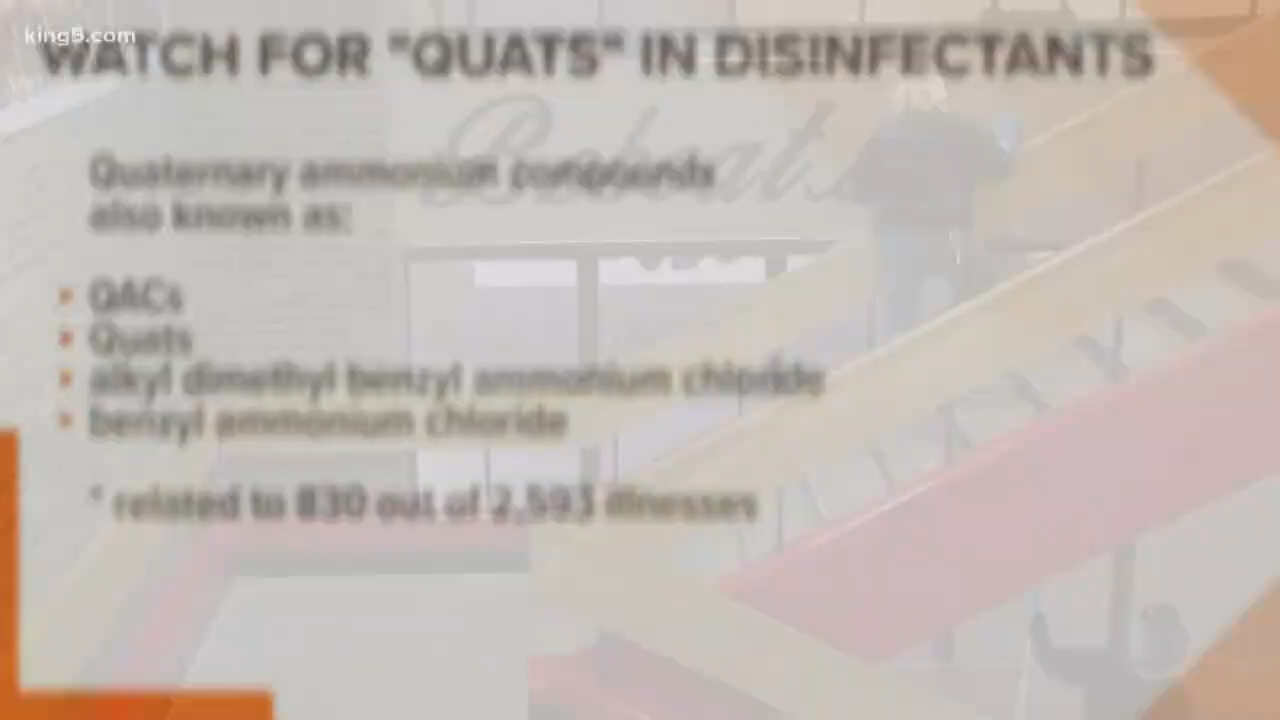 king5.com
WATCH FOR "QUATS" IN DISINFECTANTS
Quaternary ammonium compounds
also known as:
• QACs
• Quats
• alkyl dimethyl benzyl ammonium chloride
• benzyl ammonium chloride
* related to 830 out of 2,593 illnesses
Bobcat